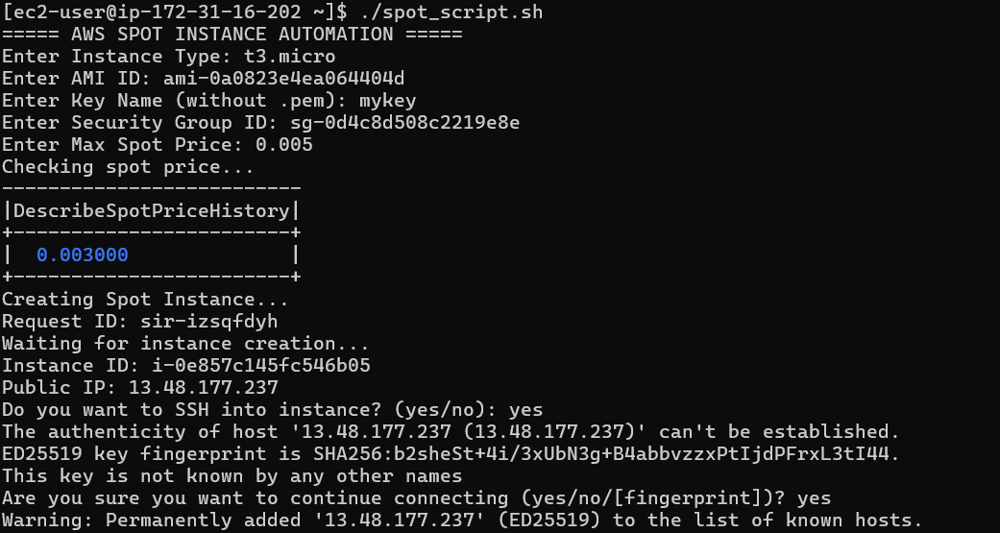 [ec2-user@ip-172-31-16-202 ~]$ ./spot_script.sh
===== AWS SPOT INSTANCE AUTOMATION =====
Enter Instance Type: t3.micro
Enter AMI ID: ami-0a0823e4ea064404d
Enter Key Name (without .pem): mykey
Enter Security Group ID: sg-0d4c8d508c2219e8e
Enter Max Spot Price: 0.005
Checking spot price...
--------------------------
|DescribeSpotPriceHistory|
+------------------------+
|  0.003000              |
+------------------------+
Creating Spot Instance...
Request ID: sir-izsqfdyh
Waiting for instance creation...
Instance ID: i-0e857c145fc546b05
Public IP: 13.48.177.237
Do you want to SSH into instance? (yes/no): yes
The authenticity of host '13.48.177.237 (13.48.177.237)' can't be established.
ED25519 key fingerprint is SHA256:b2sheSt+4i/3xUbN3g+B4abbvzzxPtIjdPFrxL3tI44.
This key is not known by any other names
Are you sure you want to continue connecting (yes/no/[fingerprint])? yes
Warning: Permanently added '13.48.177.237' (ED25519) to the list of known hosts.